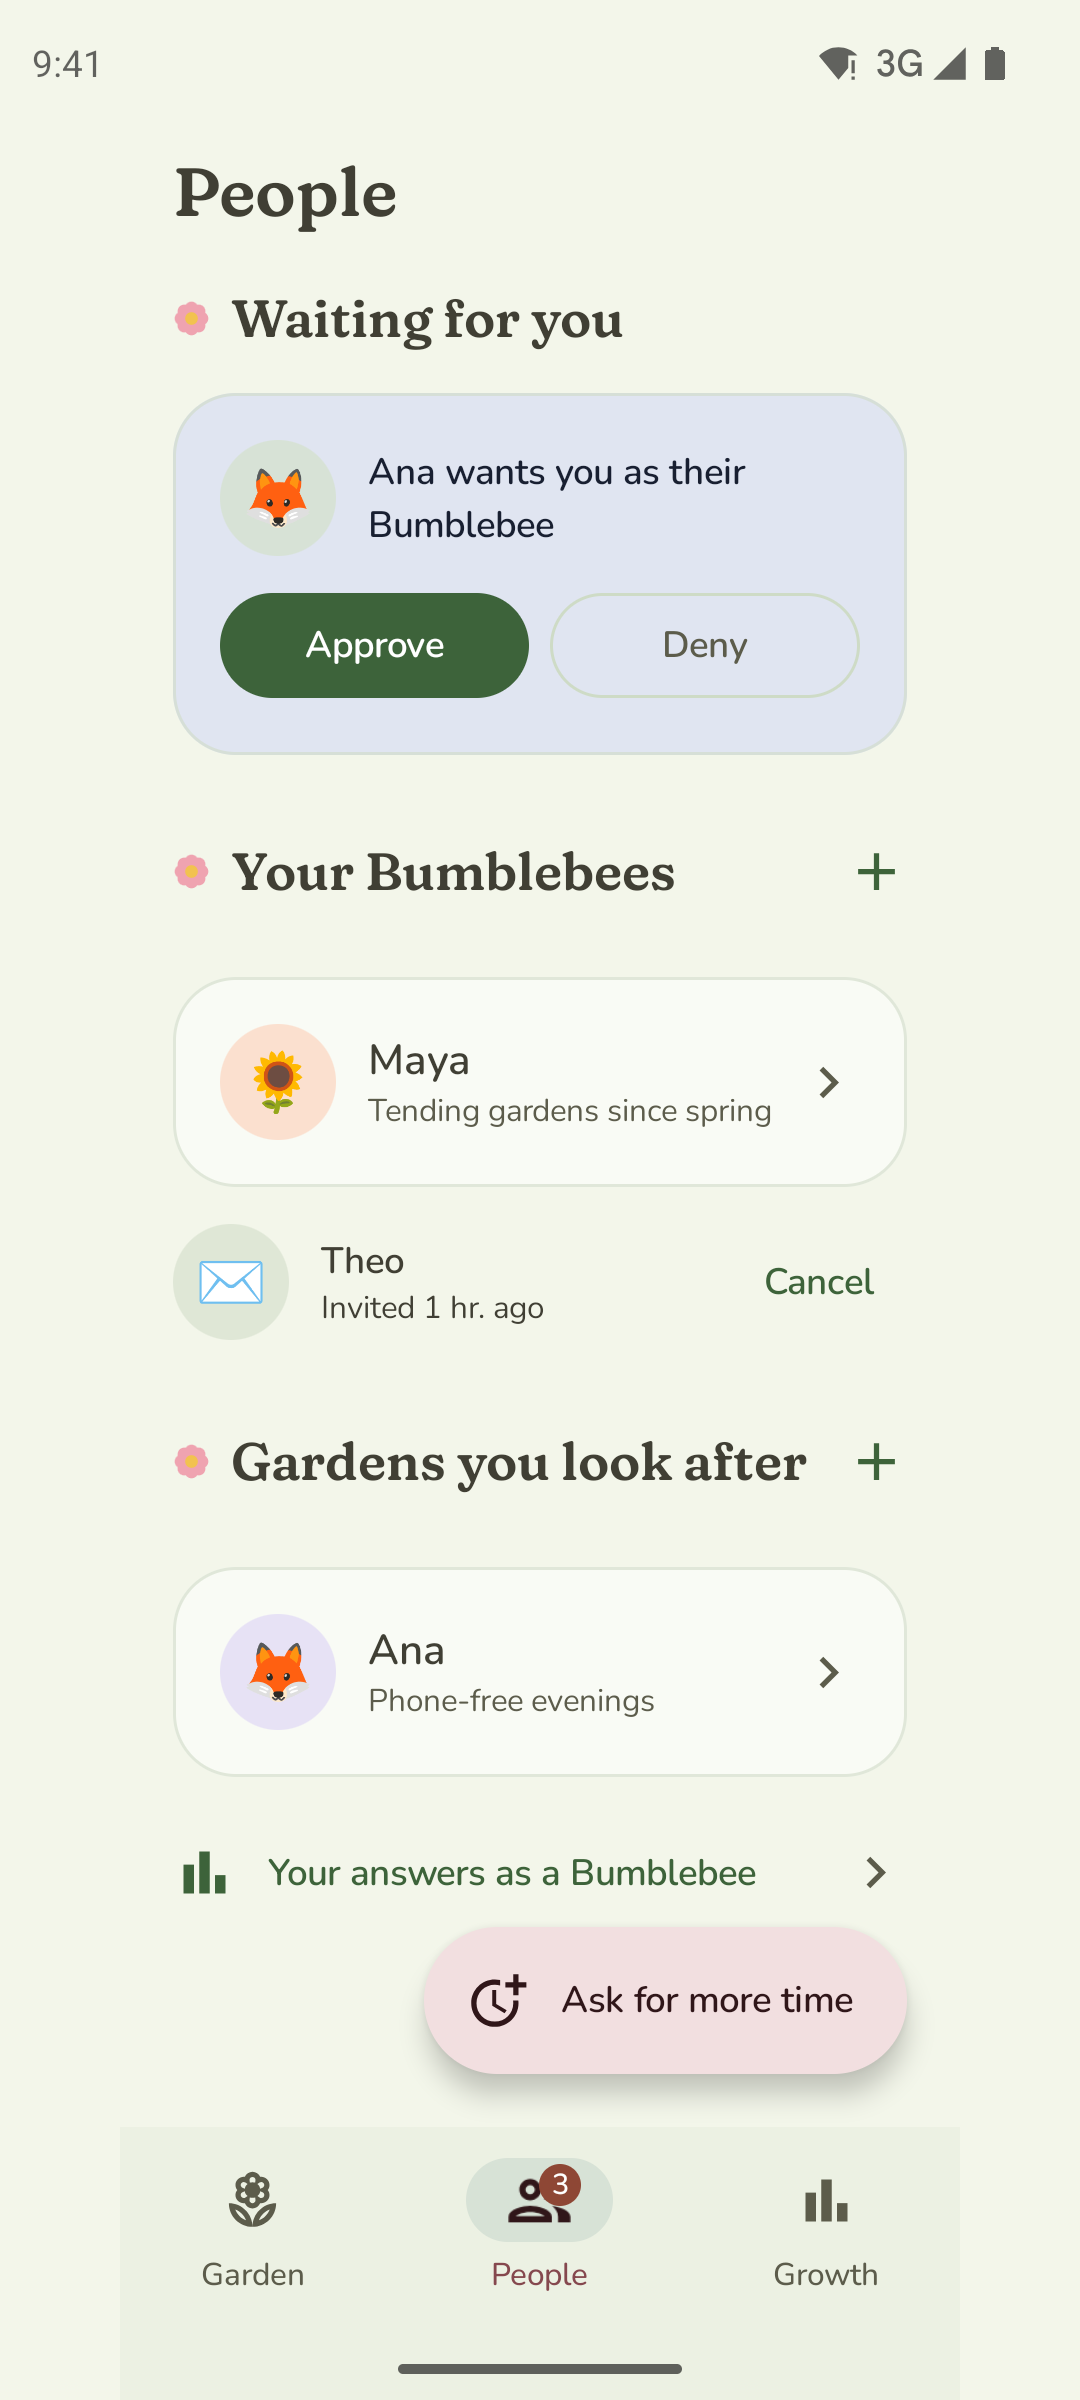 9:41
3G
People
Waiting for you
Ana wants you as their
Bumblebee
Approve
Deny
Your Bumblebees
Maya
Tending gardens since spring
Theo
Invited 1 hr. ago
Cancel
Gardens you look after
Ana
Phone-free evenings
Your answers as a Bumblebee
Ask for more time
3
Garden
People
Growth